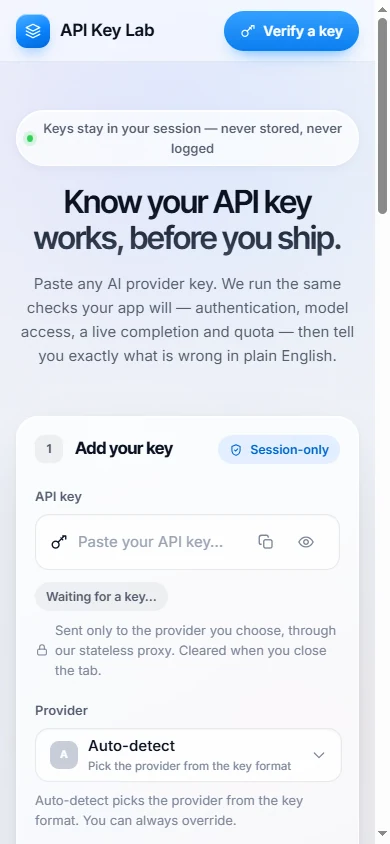 API Key Lab
Verify a key
Keys stay in your session — never stored, never
logged
Know your API key
works, before you ship.
Paste any AI provider key. We run the same
checks your app will — authentication, model
access, a live completion and quota — then tell
you exactly what is wrong in plain English.
1
Add your key
Session-only
API key
Paste your API key...
Waiting for a key...
Sent only to the provider you choose, through
our stateless proxy. Cleared when you close
the tab.
Provider
A
Auto-detect
Pick the provider from the key format
Auto-detect picks the provider from the key
format. You can always override.